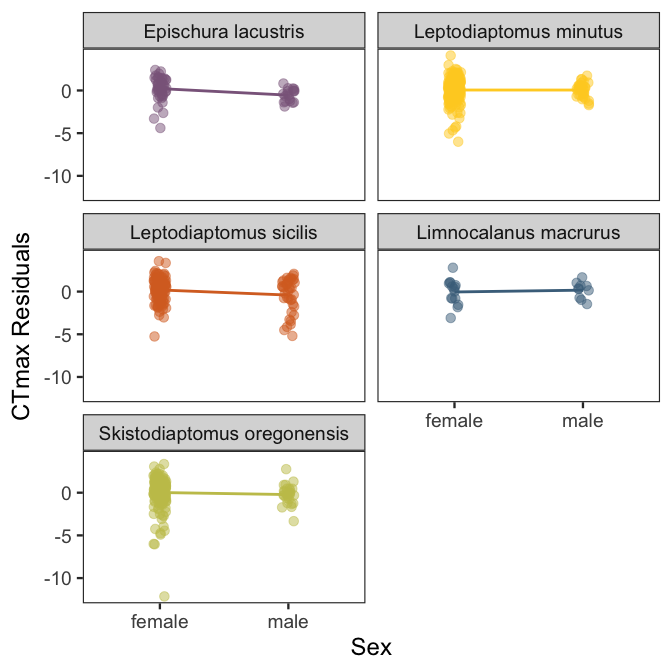 Epischura lacustris
Leptodiaptomus minutus
0
-5
-10
Leptodiaptomus sicilis
Limnocalanus macrurus
0
-5
-10
female
male
Skistodiaptomus oregonensis
0
-5
-10
female
male
Sex
CTmax Residuals